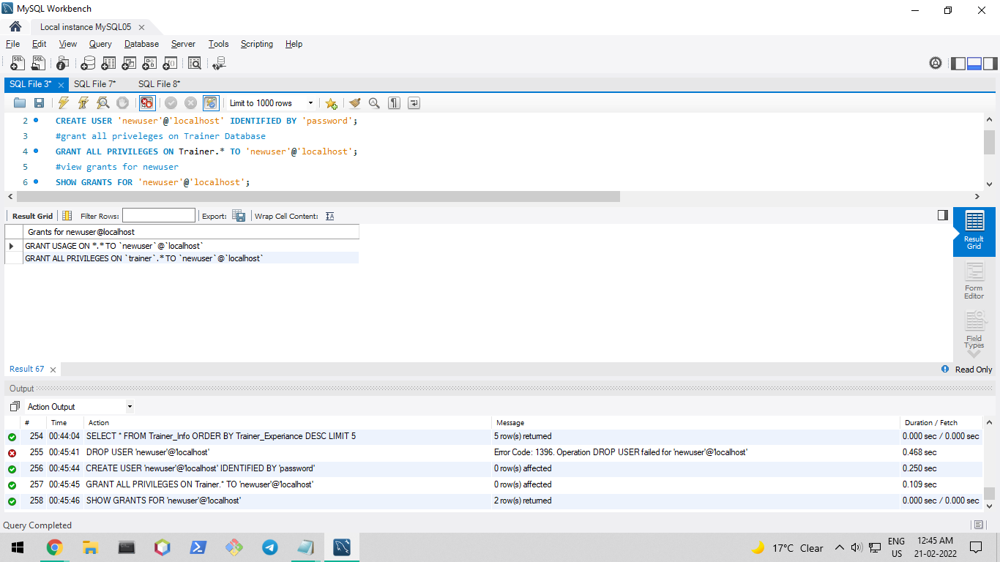 MySQL Workbench
Local instance MySQL05
File Edit View Query Database Server Tools Scripting Help
SQL File 3* SQL File 7* SQL File 8*
Limit to 1000 rows
2 CREATE USER 'newuser'@'localhost' IDENTIFIED BY 'password';
3 #grant all priveleges on Trainer Database
4 GRANT ALL PRIVILEGES ON Trainer.* TO 'newuser'@'localhost';
5 #view grants for newuser
6 SHOW GRANTS FOR 'newuser'@'localhost';
Result Grid Filter Rows: Export: Wrap Cell Content:
Grants for newuser@localhost
GRANT USAGE ON *.* TO `newuser`@`localhost`
GRANT ALL PRIVILEGES ON `trainer`.* TO `newuser`@`localhost`
Result
Grid
Form
Editor
Field
Types
Result 67
Read Only
Output
Action Output
# Time Action Message Duration / Fetch
254 00:44:04 SELECT * FROM Trainer_Info ORDER BY Trainer_Experiance DESC LIMIT 5 5 row(s) returned 0.000 sec / 0.000 sec
255 00:45:41 DROP USER 'newuser'@'localhost' Error Code: 1396. Operation DROP USER failed for 'newuser'@'localhost' 0.468 sec
256 00:45:44 CREATE USER 'newuser'@'localhost' IDENTIFIED BY 'password' 0 row(s) affected 0.250 sec
257 00:45:45 GRANT ALL PRIVILEGES ON Trainer.* TO 'newuser'@'localhost' 0 row(s) affected 0.109 sec
258 00:45:46 SHOW GRANTS FOR 'newuser'@'localhost' 2 row(s) returned 0.000 sec / 0.000 sec
Query Completed
17°C Clear
ENG
US
12:45 AM
21-02-2022